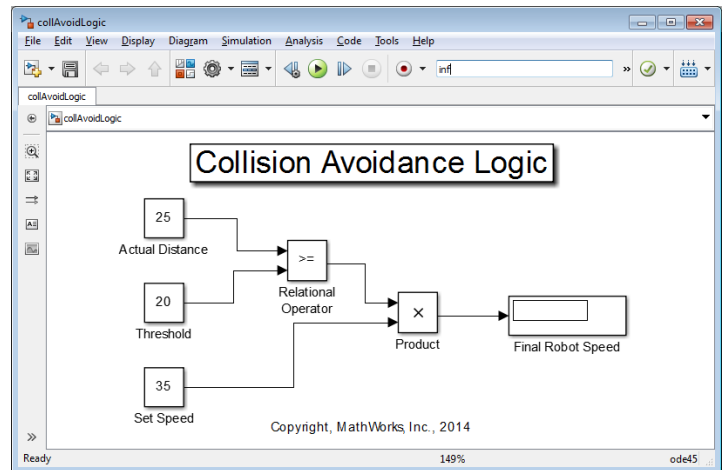 collAvoidLogic
File Edit View Display Diagram Simulation Analysis Code Tools Help
inf
»
collAvoidLogic
collAvoidLogic
Collision Avoidance Logic
25
Actual Distance
>=
Relational
Operator
20
Threshold
×
Product
Final Robot Speed
35
Set Speed
Copyright, MathWorks, Inc., 2014
»
Ready 149% ode45